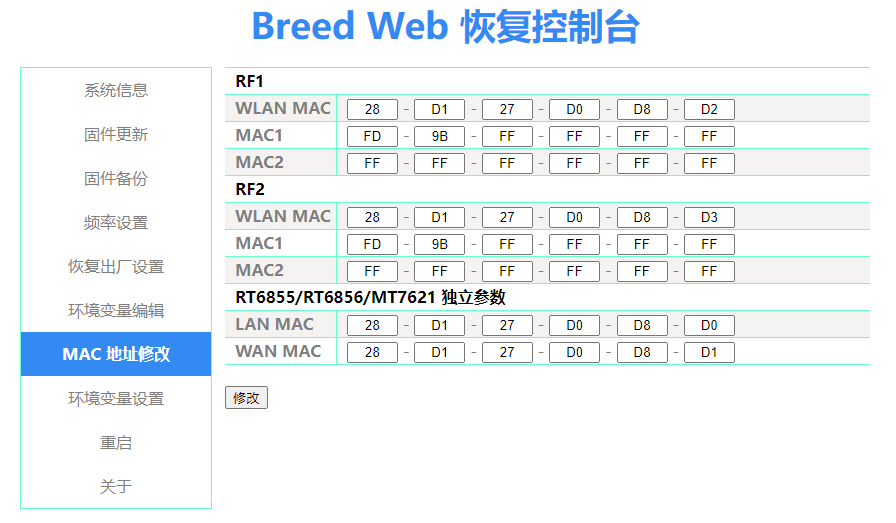 Breed Web 恢复控制台
系统信息
固件更新
固件备份
频率设置
恢复出厂设置
环境变量编辑
MAC 地址修改
环境变量设置
重启
关于
RF1
WLAN MAC 28 - D1 - 27 - D0 - D8 - D2
MAC1 FD - 9B - FF - FF - FF - FF
MAC2 FF - FF - FF - FF - FF - FF
RF2
WLAN MAC 28 - D1 - 27 - D0 - D8 - D3
MAC1 FD - 9B - FF - FF - FF - FF
MAC2 FF - FF - FF - FF - FF - FF
RT6855/RT6856/MT7621 独立参数
LAN MAC 28 - D1 - 27 - D0 - D8 - D0
WAN MAC 28 - D1 - 27 - D0 - D8 - D1
修改